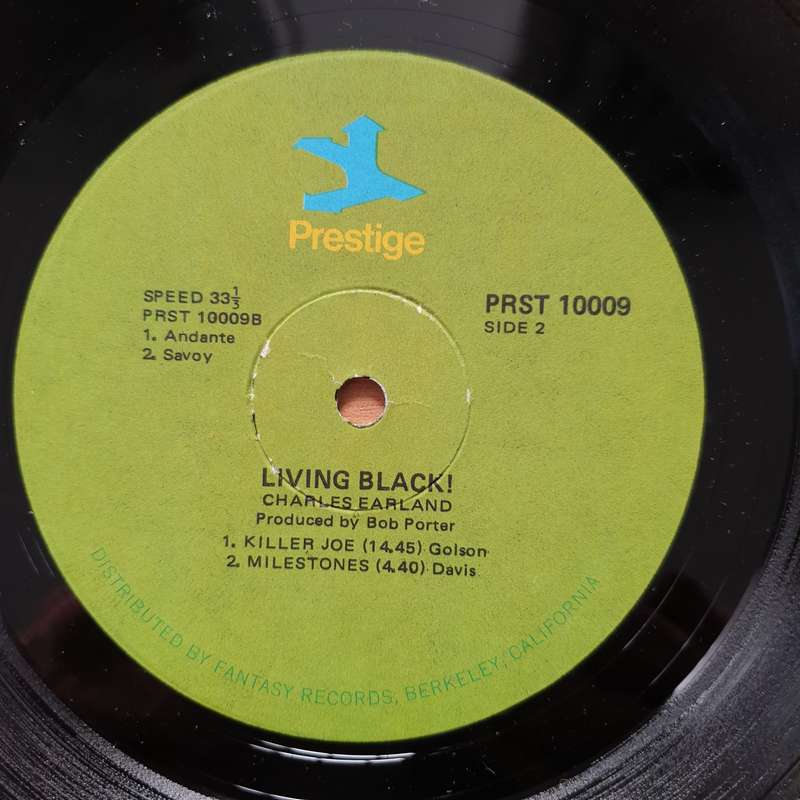 Prestige
SPEED 33⅓
PRST 10009B
1. Andante
2. Savoy
PRST 10009
SIDE 2
LIVING BLACK!
CHARLES EARLAND
Produced by Bob Porter
1. KILLER JOE (14.45) Golson
2. MILESTONES (4.40) Davis
DISTRIBUTED BY FANTASY RECORDS, BERKELEY, CALIFORNIA